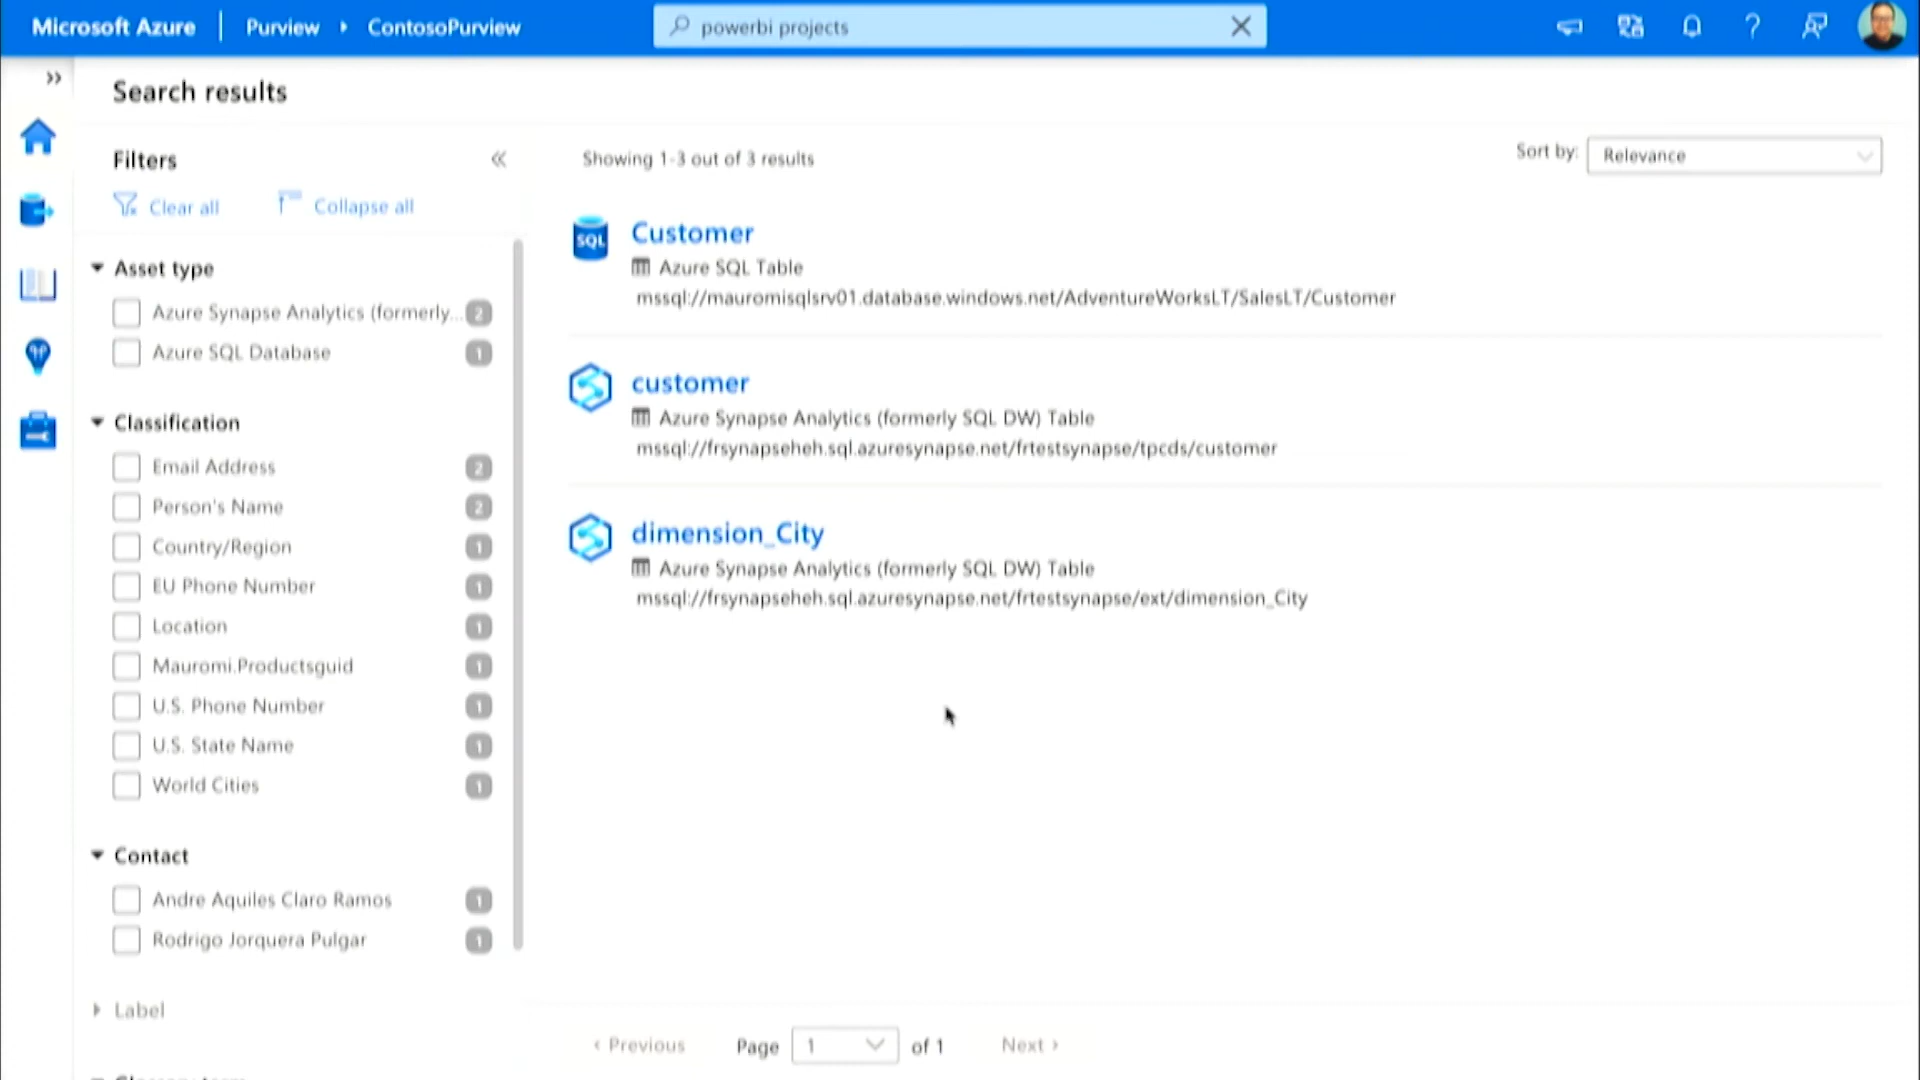 Microsoft Azure
Purview
ContosoPurview
powerbi projects
Search results
Filters
Clear all
Collapse all
Asset type
Azure Synapse Analytics (formerly... 2
Azure SQL Database 1
Classification
Email Address 2
Person's Name 2
Country/Region 1
EU Phone Number 1
Location 1
Mauromi.Productsguid 1
U.S. Phone Number 1
U.S. State Name 1
World Cities 1
Contact
Andre Aquiles Claro Ramos 1
Rodrigo Jorquera Pulgar 1
Label
Showing 1-3 out of 3 results
Sort by: Relevance
SQL
Customer
Azure SQL Table
mssql://mauromisqlsrv01.database.windows.net/AdventureWorksLT/SalesLT/Customer
customer
Azure Synapse Analytics (formerly SQL DW) Table
mssql://frsynapseheh.sql.azuresynapse.net/frtestsynapse/tpcds/customer
dimension_City
Azure Synapse Analytics (formerly SQL DW) Table
mssql://frsynapseheh.sql.azuresynapse.net/frtestsynapse/ext/dimension_City
‹ Previous Page 1 of 1 Next ›